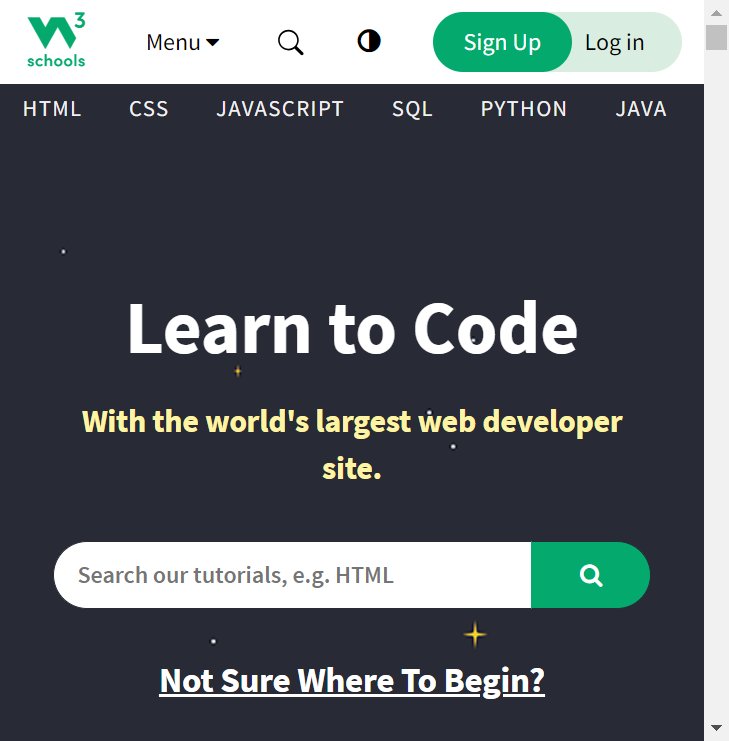 w3
schools
Menu
Sign Up
Log in
HTML CSS JAVASCRIPT SQL PYTHON JAVA
Learn to Code
With the world's largest web developer
site.
Search our tutorials, e.g. HTML
Not Sure Where To Begin?